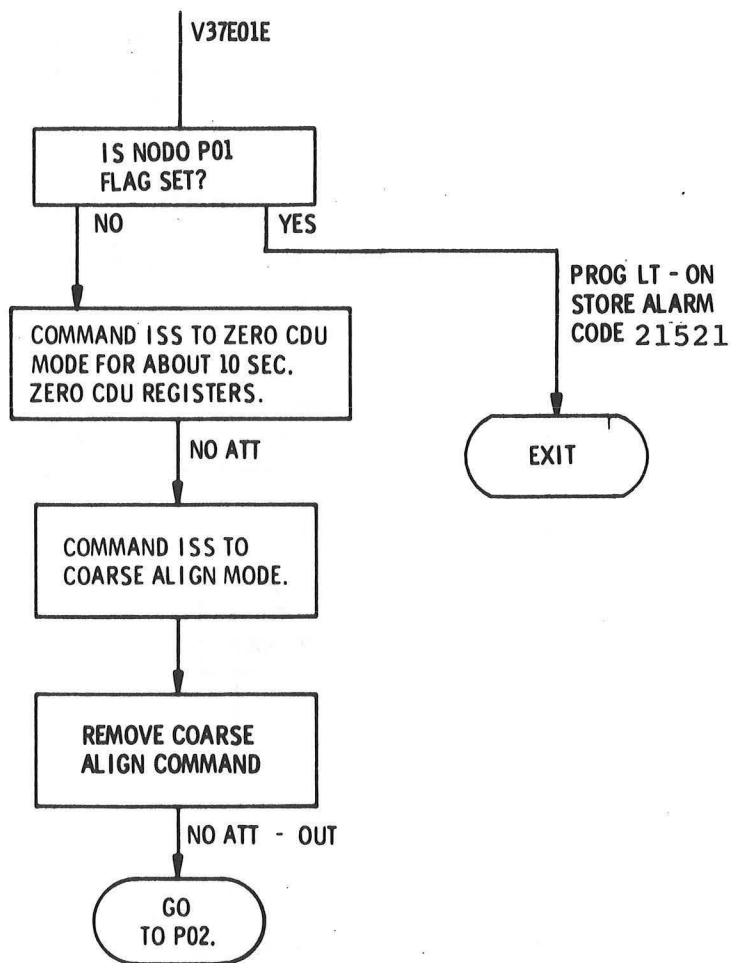 V37E01E
IS NODO P01
FLAG SET?
NO
YES
PROG LT - ON
STORE ALARM
CODE 21521
COMMAND ISS TO ZERO CDU
MODE FOR ABOUT 10 SEC.
ZERO CDU REGISTERS.
EXIT
NO ATT
COMMAND ISS TO
COARSE ALIGN MODE.
REMOVE COARSE
ALIGN COMMAND
NO ATT - OUT
GO
TO P02.